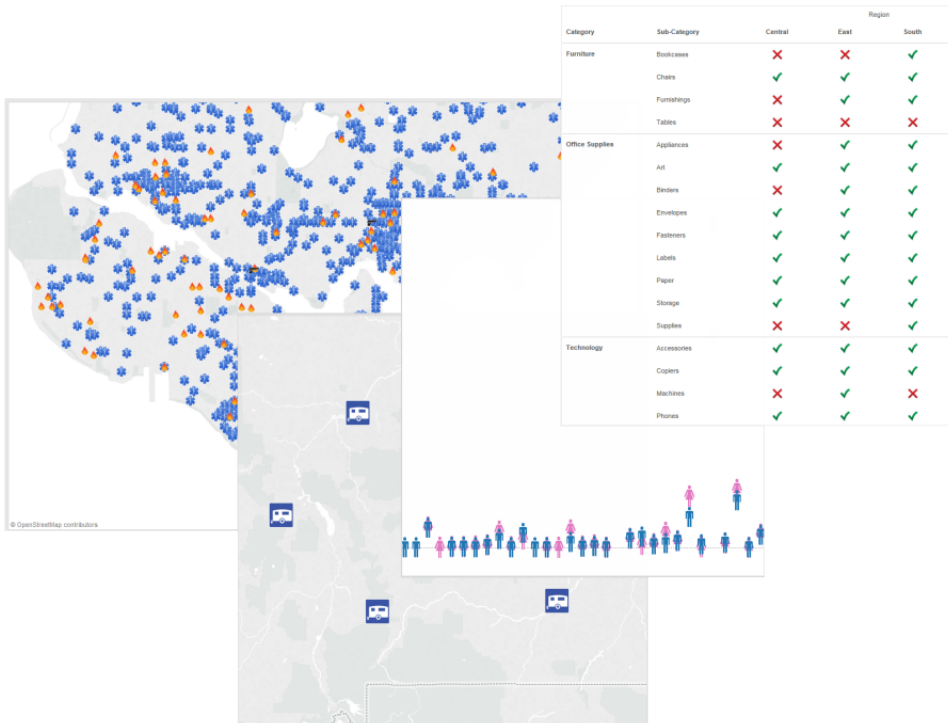 Region
Category Sub-Category Central East South
Furniture Bookcases
Chairs
Furnishings
Tables
Office Supplies Appliances
Art
Binders
Envelopes
Fasteners
Labels
Paper
Storage
Supplies
Technology Accessories
Copiers
Machines
Phones
© OpenStreetMap contributors